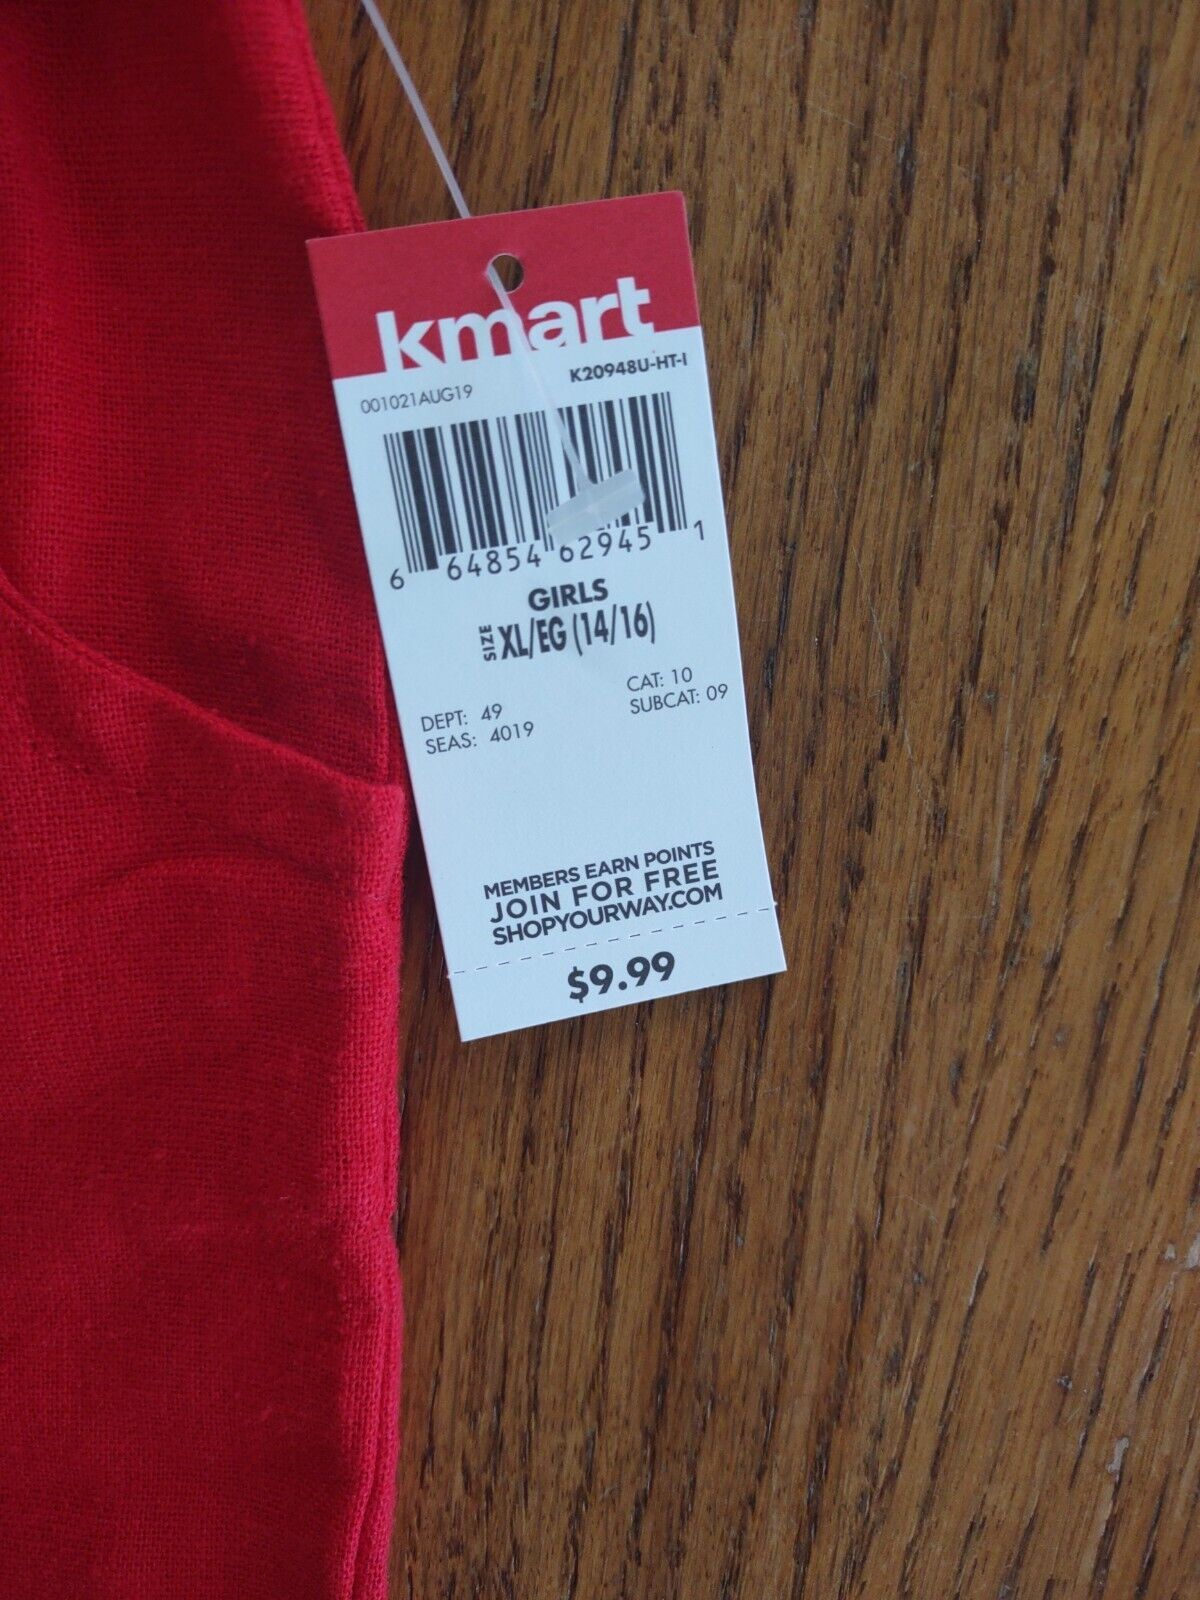 kmart
K20948U-HT-I
001021AUG19
6 64854 62945 1
GIRLS
SIZE XL/EG (14/16)
CAT: 10
DEPT: 49
SUBCAT: 09
SEAS: 4019
MEMBERS EARN POINTS
JOIN FOR FREE
SHOPYOURWAY.COM
$9.99